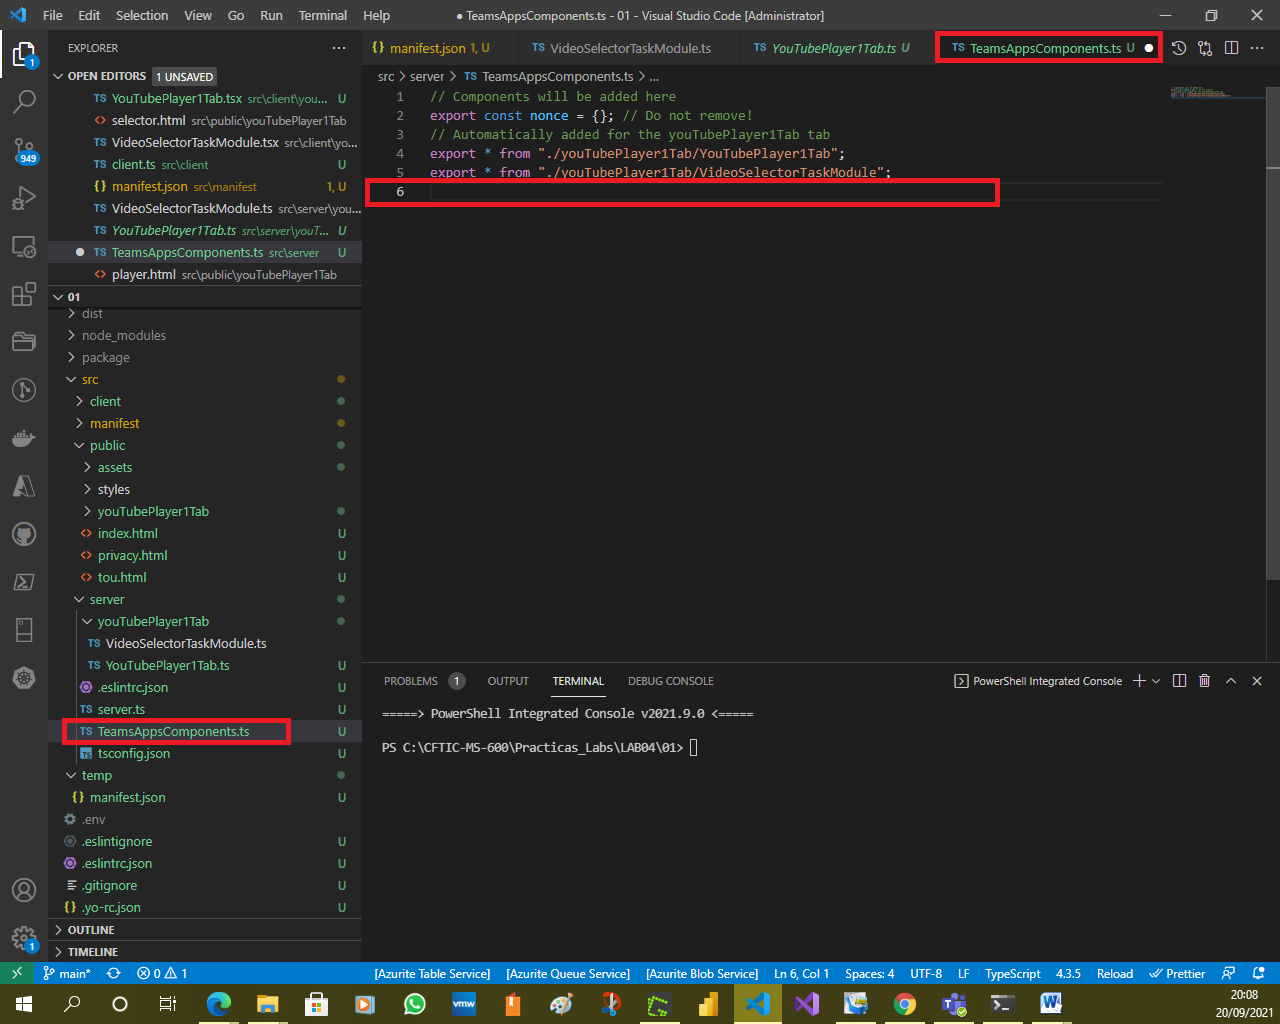 File Edit Selection View Go Run Terminal Help
● TeamsAppsComponents.ts - 01 - Visual Studio Code [Administrator]
EXPLORER
OPEN EDITORS 1 UNSAVED
TS YouTubePlayer1Tab.tsx src\client\you... U
<> selector.html src\public\youTubePlayer1Tab
TS VideoSelectorTaskModule.tsx src\client\yo...
TS client.ts src\client U
{} manifest.json src\manifest 1, U
TS VideoSelectorTaskModule.ts src\server\you...
TS YouTubePlayer1Tab.ts src\server\youT... U
● TS TeamsAppsComponents.ts src\server U
<> player.html src\public\youTubePlayer1Tab
01
dist
node_modules
package
src
client
manifest
public
assets
styles
youTubePlayer1Tab
<> index.html U
<> privacy.html U
<> tou.html U
server
youTubePlayer1Tab
TS VideoSelectorTaskModule.ts
TS YouTubePlayer1Tab.ts U
.eslintrc.json U
TS server.ts U
TS TeamsAppsComponents.ts U
TS tsconfig.json U
temp
{} manifest.json U
.env
.eslintignore U
.eslintrc.json U
.gitignore U
{} .yo-rc.json U
OUTLINE
TIMELINE
1
949
1
{} manifest.json 1, U
TS VideoSelectorTaskModule.ts
TS YouTubePlayer1Tab.ts U
TS TeamsAppsComponents.ts U ●
src > server > TS TeamsAppsComponents.ts > ...
1 // Components will be added here
2 export const nonce = {}; // Do not remove!
3 // Automatically added for the youTubePlayer1Tab tab
4 export * from "./youTubePlayer1Tab/YouTubePlayer1Tab";
5 export * from "./youTubePlayer1Tab/VideoSelectorTaskModule";
6
PROBLEMS 1 OUTPUT TERMINAL DEBUG CONSOLE
PowerShell Integrated Console
=====> PowerShell Integrated Console v2021.9.0 <=====
PS C:\CFTIC-MS-600\Practicas_Labs\LAB04\01>
main* 0 1 [Azurite Table Service] [Azurite Queue Service] [Azurite Blob Service] Ln 6, Col 1 Spaces: 4 UTF-8 LF TypeScript 4.3.5 Reload Prettier
vmw
20:08
20/09/2021